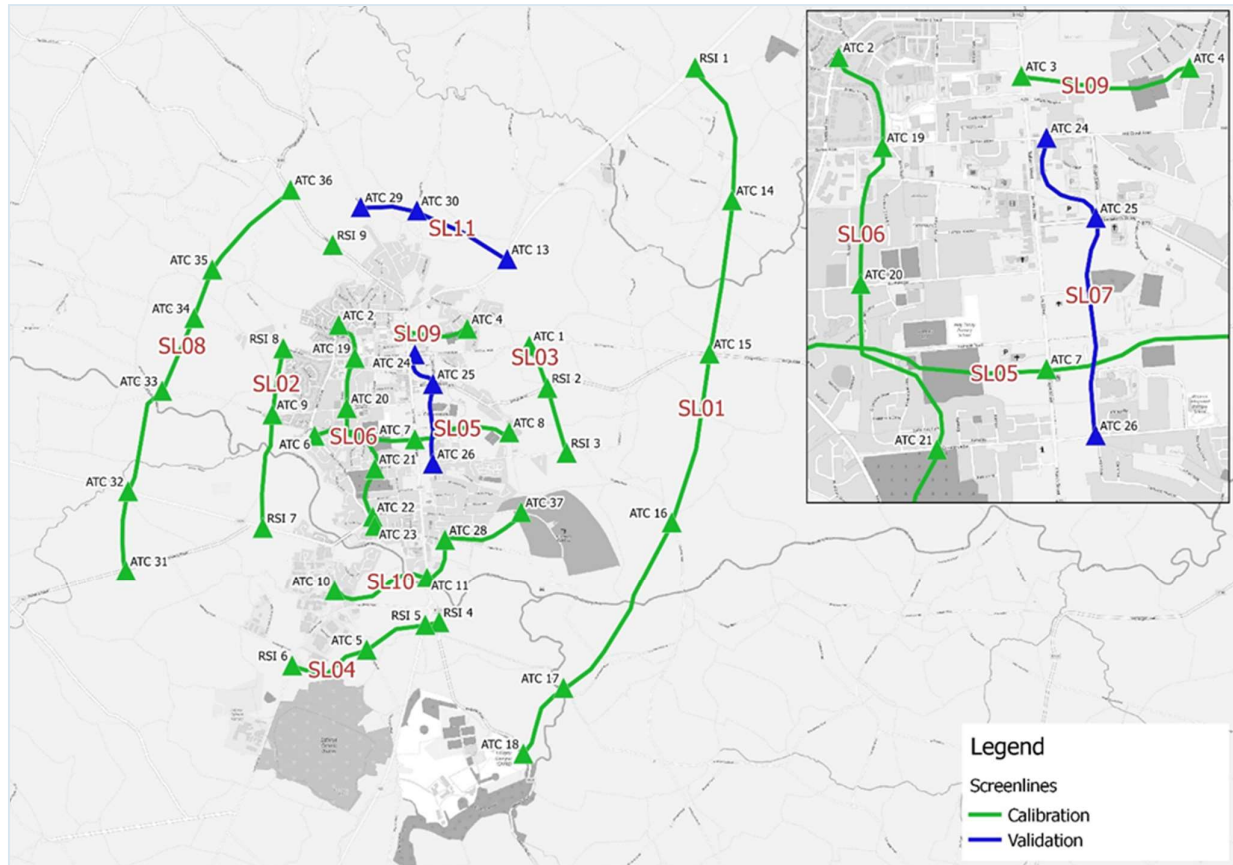 RSI 1
ATC 14
ATC 36
ATC 29
ATC 30
SL11
RSI 9
ATC 13
ATC 35
ATC 34
SL08
ATC 2
SL09
ATC 4
ATC 1
RSI 8
ATC 19
ATC 24
SL03
ATC 15
SL02
ATC 25
RSI 2
ATC 33
ATC 9
ATC 20
SL01
ATC 6
SL06
ATC 7
SL05
ATC 8
RSI 3
ATC 21
ATC 26
ATC 32
ATC 22
ATC 37
RSI 7
ATC 23
ATC 28
ATC 16
ATC 31
ATC 10
SL10
ATC 11
RSI 5
RSI 4
ATC 5
RSI 6
SL04
ATC 17
ATC 18
ATC 2
ATC 3
SL09
ATC 4
ATC 24
ATC 19
ATC 25
SL06
ATC 20
SL07
SL05
ATC 7
ATC 21
ATC 26
Legend
Screenlines
Calibration
Validation